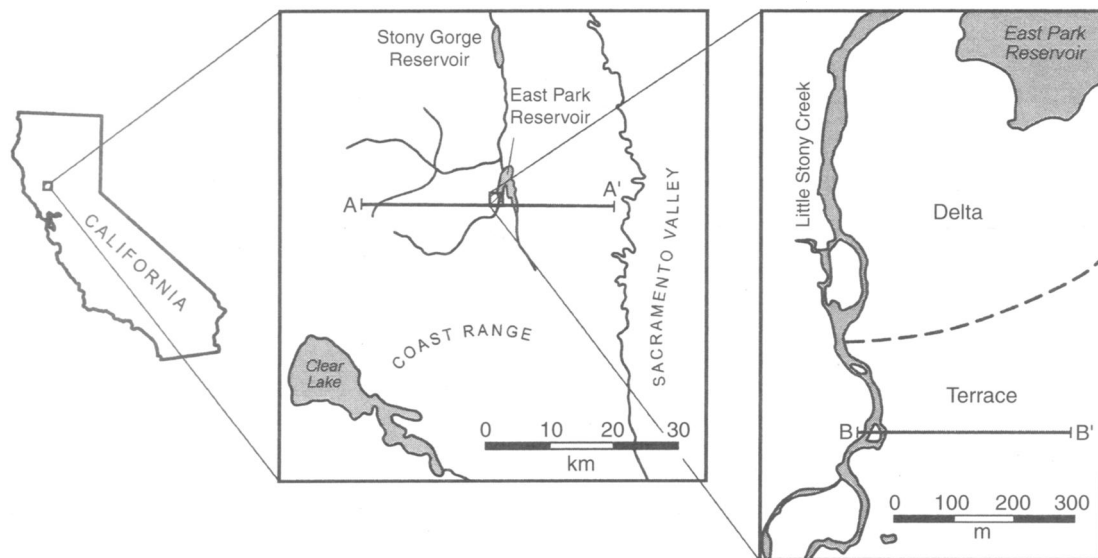 CALIFORNIA
Stony Gorge
Reservoir
East Park
Reservoir
A
A'
COAST RANGE
SACRAMENTO VALLEY
Clear
Lake
0 10 20 30
km
East Park
Reservoir
Little Stony Creek
Delta
Terrace
B
B'
0 100 200 300
m